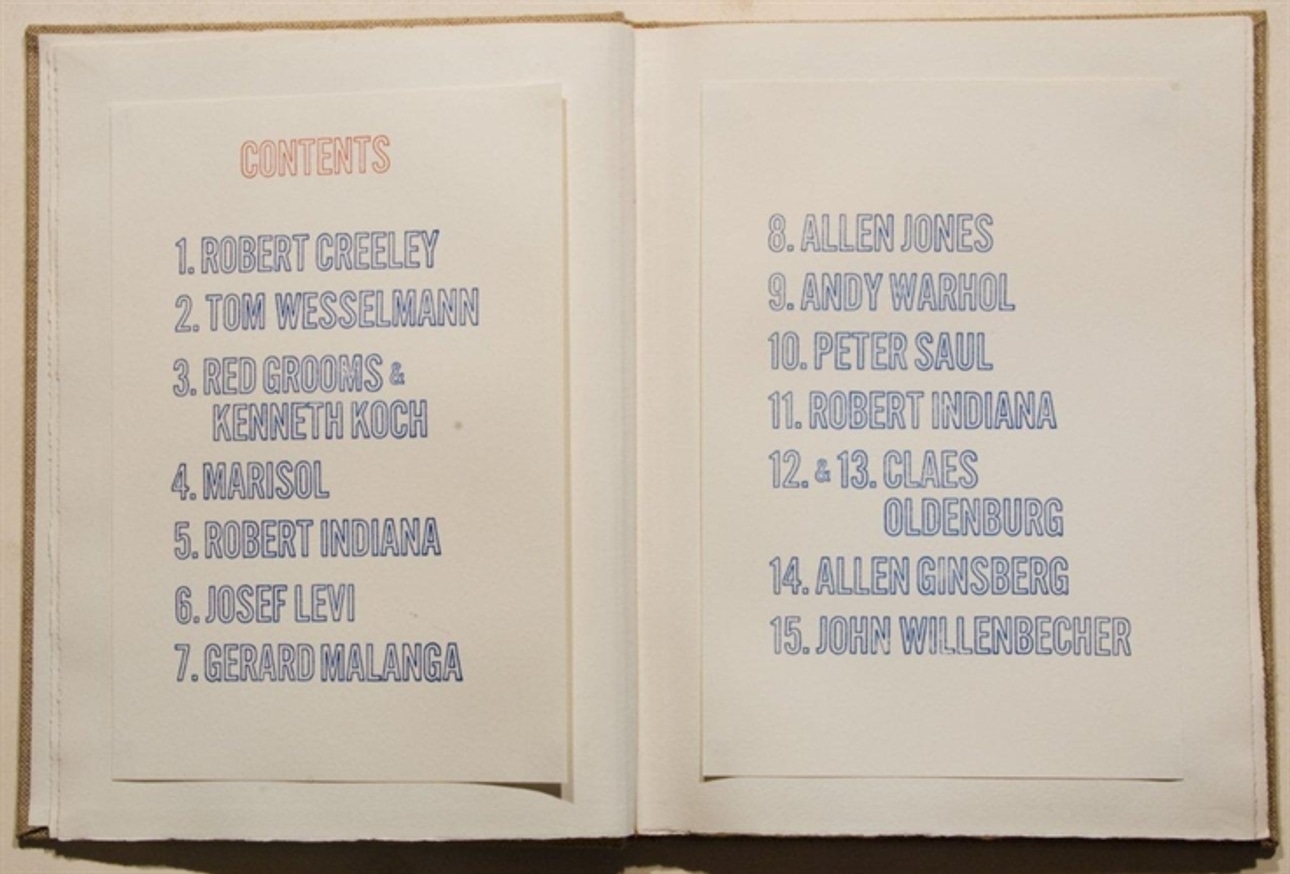 CONTENTS
1. ROBERT CREELEY
2. TOM WESSELMANN
3. RED GROOMS &
KENNETH KOCH
4. MARISOL
5. ROBERT INDIANA
6. JOSEF LEVI
7. GERARD MALANGA
8. ALLEN JONES
9. ANDY WARHOL
10. PETER SAUL
11. ROBERT INDIANA
12. & 13. CLAES
OLDENBURG
14. ALLEN GINSBERG
15. JOHN WILLENBECHER